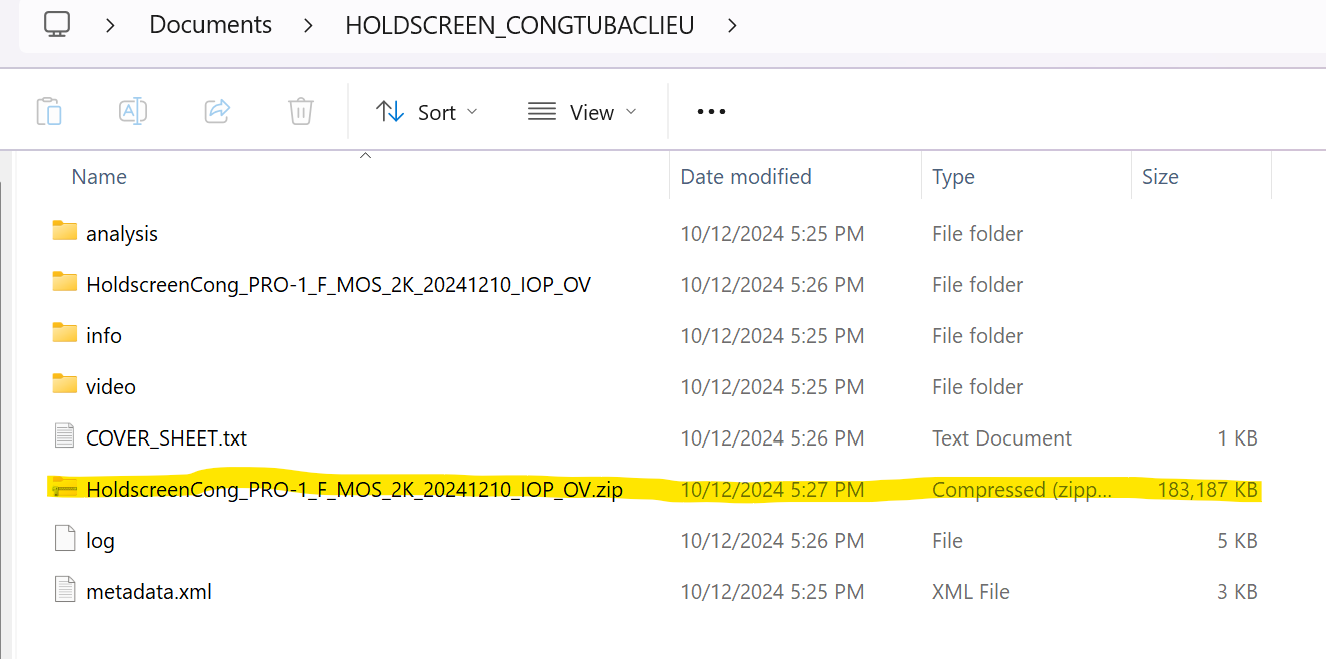 Documents > HOLDSCREEN_CONGTUBACLIEU >
Sort View
Name Date modified Type Size
analysis 10/12/2024 5:25 PM File folder
HoldscreenCong_PRO-1_F_MOS_2K_20241210_IOP_OV 10/12/2024 5:26 PM File folder
info 10/12/2024 5:25 PM File folder
video 10/12/2024 5:25 PM File folder
COVER_SHEET.txt 10/12/2024 5:26 PM Text Document 1 KB
HoldscreenCong_PRO-1_F_MOS_2K_20241210_IOP_OV.zip 10/12/2024 5:27 PM Compressed (zipp... 183,187 KB
log 10/12/2024 5:26 PM File 5 KB
metadata.xml 10/12/2024 5:25 PM XML File 3 KB